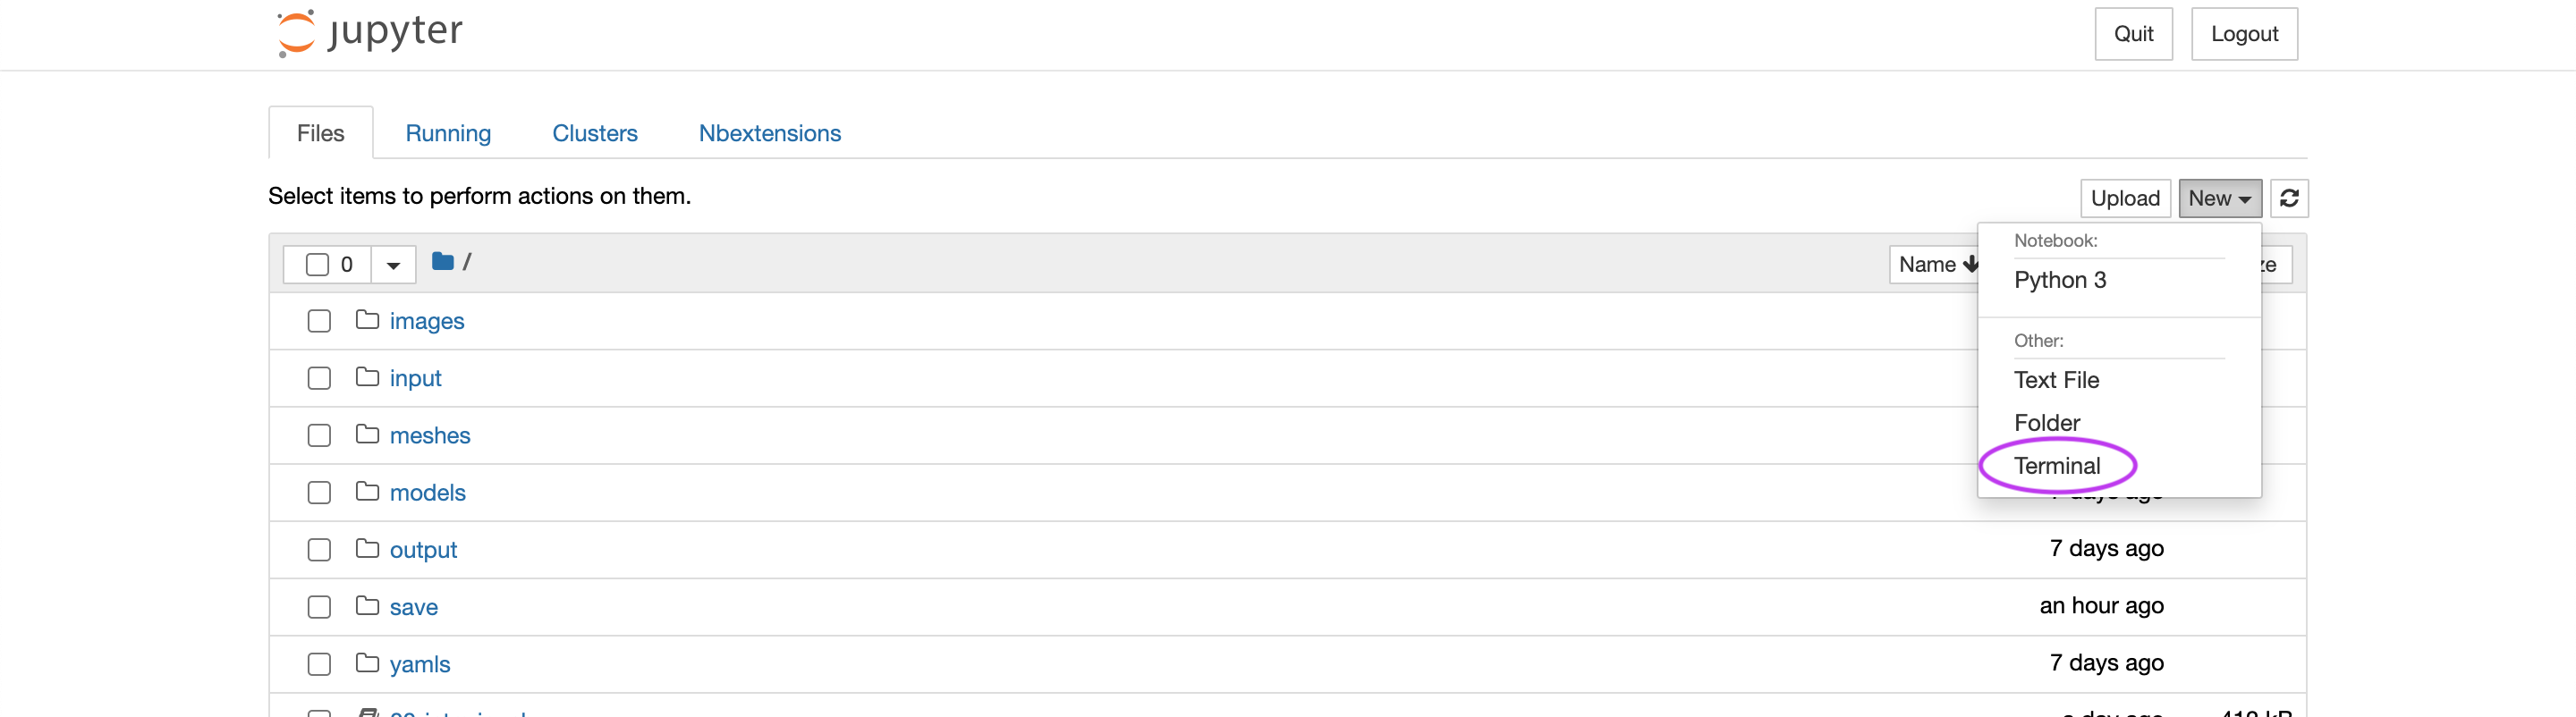 jupyter
Quit Logout
Files Running Clusters Nbextensions
Select items to perform actions on them.
Upload New
0 / Name
Notebook:
Python 3
images
Other:
input Text File
Folder
meshes
Terminal
models
output 7 days ago
save an hour ago
yamls 7 days ago